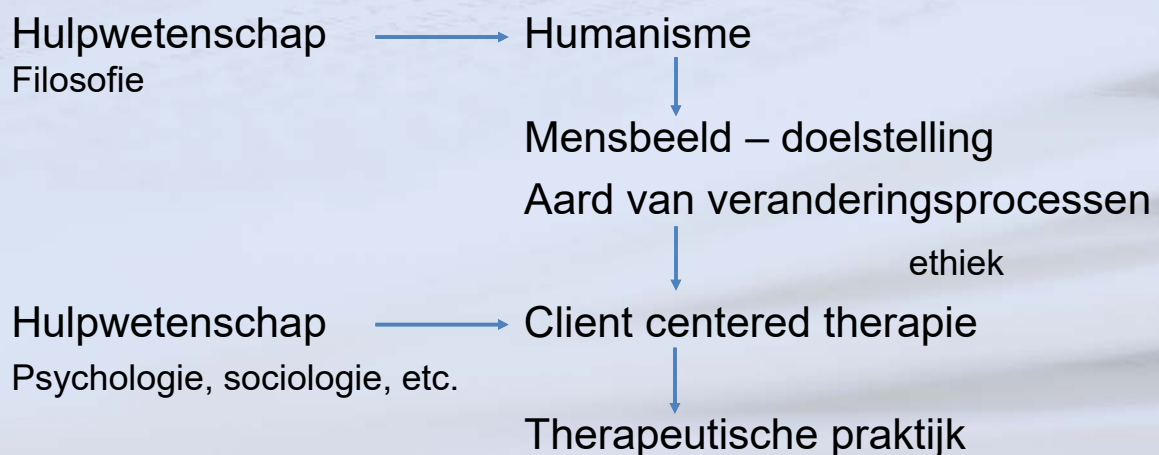 Hulpwetenschap Humanisme
Filosofie
Mensbeeld – doelstelling
Aard van veranderingsprocessen
ethiek
Hulpwetenschap Client centered therapie
Psychologie, sociologie, etc.
Therapeutische praktijk